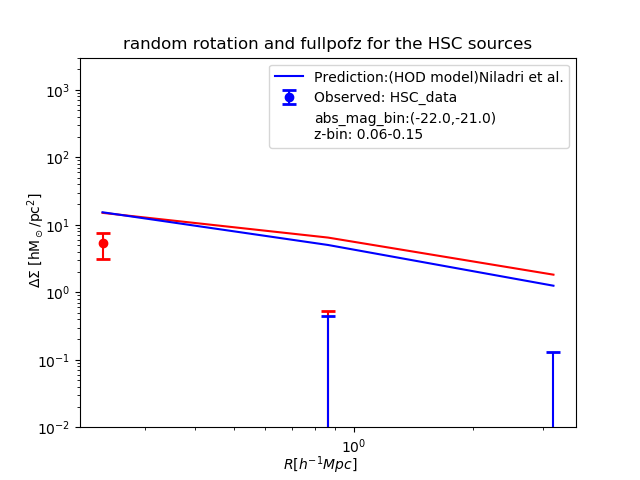 random rotation and fullpofz for the HSC sources
Prediction:(HOD model)Niladri et al.
Observed: HSC_data
abs_mag_bin:(-22.0,-21.0)
z-bin: 0.06-0.15
10³
10²
10¹
10⁰
10⁻¹
10⁻²
ΔΣ [hM⊙/pc²]
10⁰
R[h⁻¹Mpc]